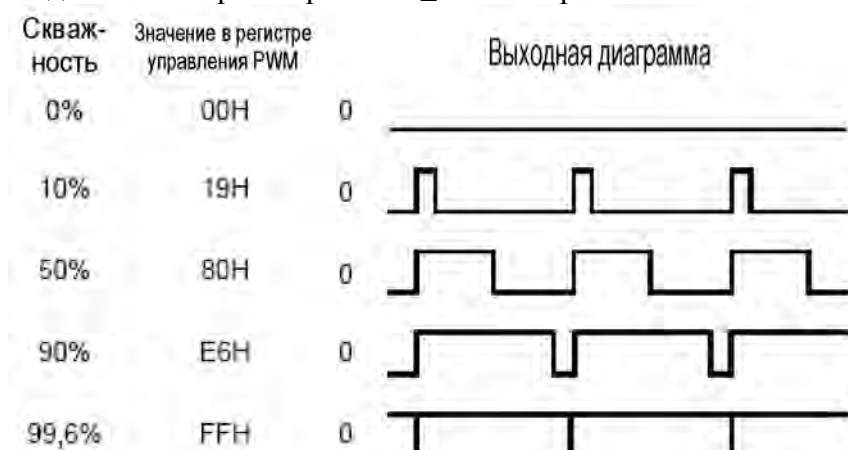 Скваж-
ность
Значение в регистре
управления PWM
Выходная диаграмма
0% 00H 0
10% 19H 0
50% 80H 0
90% E6H 0
99,6% FFH 0